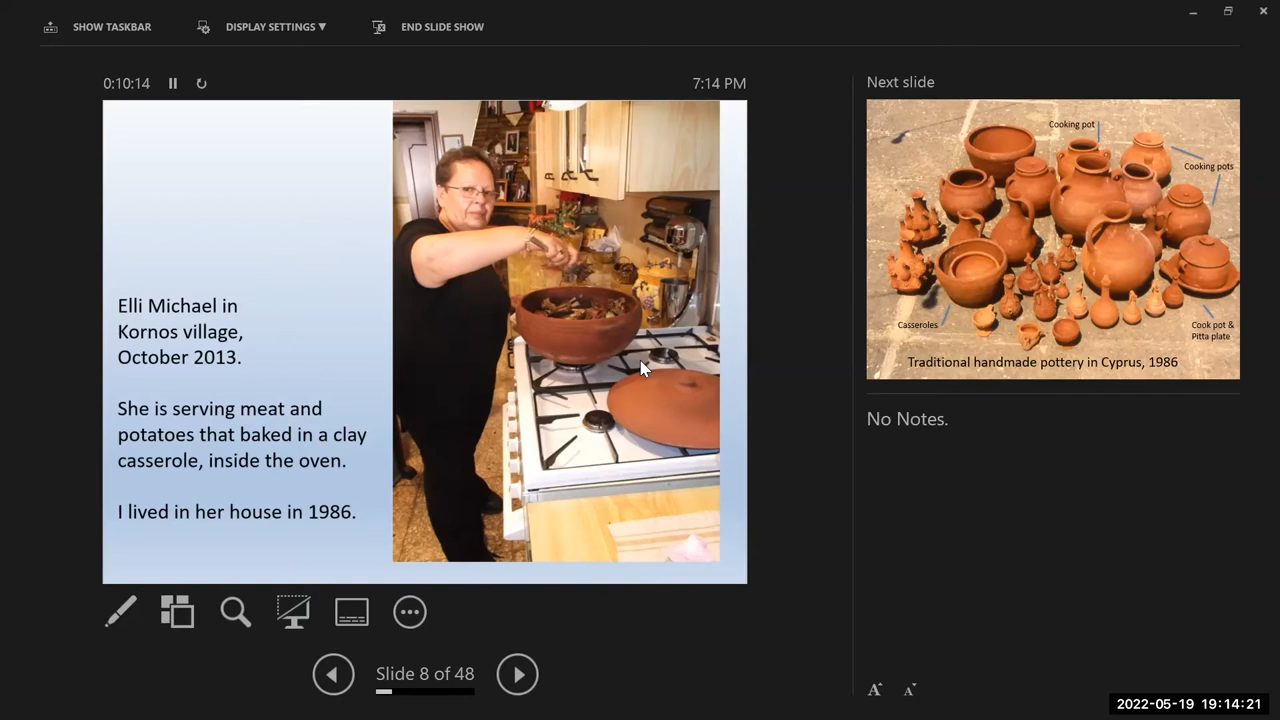 SHOW TASKBAR
DISPLAY SETTINGS ▼
END SLIDE SHOW
0:10:14
7:14 PM
Elli Michael in
Kornos village,
October 2013.
She is serving meat and
potatoes that baked in a clay
casserole, inside the oven.
I lived in her house in 1986.
Slide 8 of 48
Next slide
Cooking pot
Cooking pots
Casseroles
Cook pot &
Pitta plate
Traditional handmade pottery in Cyprus, 1986
No Notes.
A A
2022-05-19 19:14:21